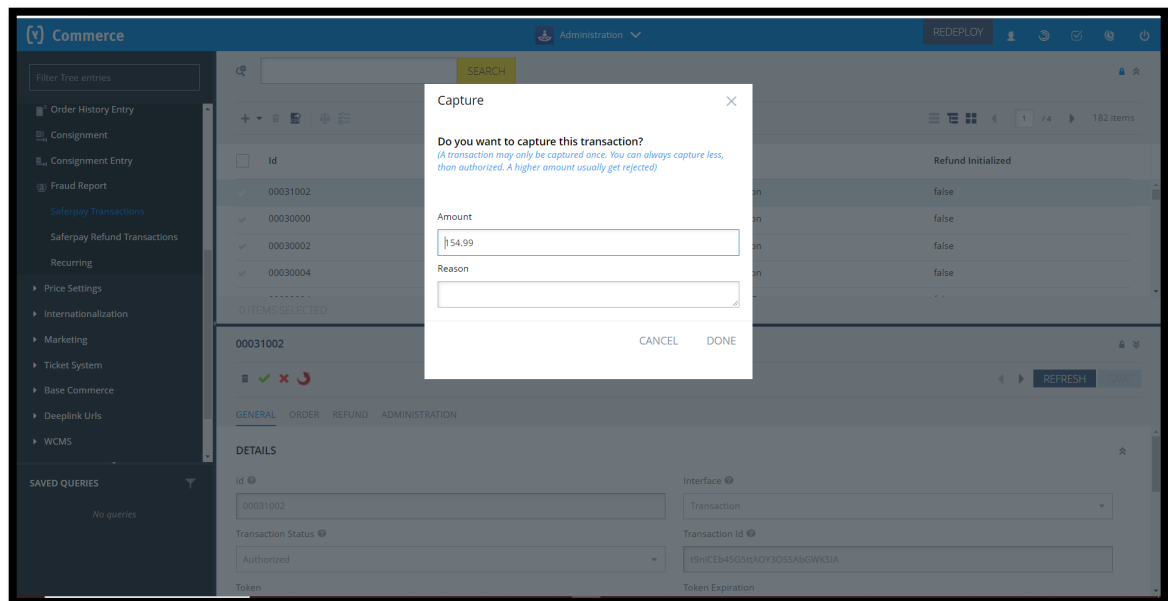 (Y) Commerce
Administration
REDEPLOY
Filter Tree entries
Order History Entry
Consignment
Consignment Entry
Fraud Report
Saferpay Transactions
Saferpay Refund Transactions
Recurring
Price Settings
Internationalization
Marketing
Ticket System
Base Commerce
Deeplink Urls
WCMS
SAVED QUERIES
No queries
SEARCH
1 /4 182 items
Id Refund Initialized
00031002 on false
00030000 on false
00030002 on false
00030004 on false
0 ITEMS SELECTED
Capture
Do you want to capture this transaction?
(A transaction may only be captured once. You can always capture less,
than authorized. A higher amount usually get rejected)
Amount
154.99
Reason
CANCEL DONE
00031002
REFRESH SAVE
GENERAL ORDER REFUND ADMINISTRATION
DETAILS
Id Interface
00031002 Transaction
Transaction Status Transaction Id
Authorized
Token Token Expiration